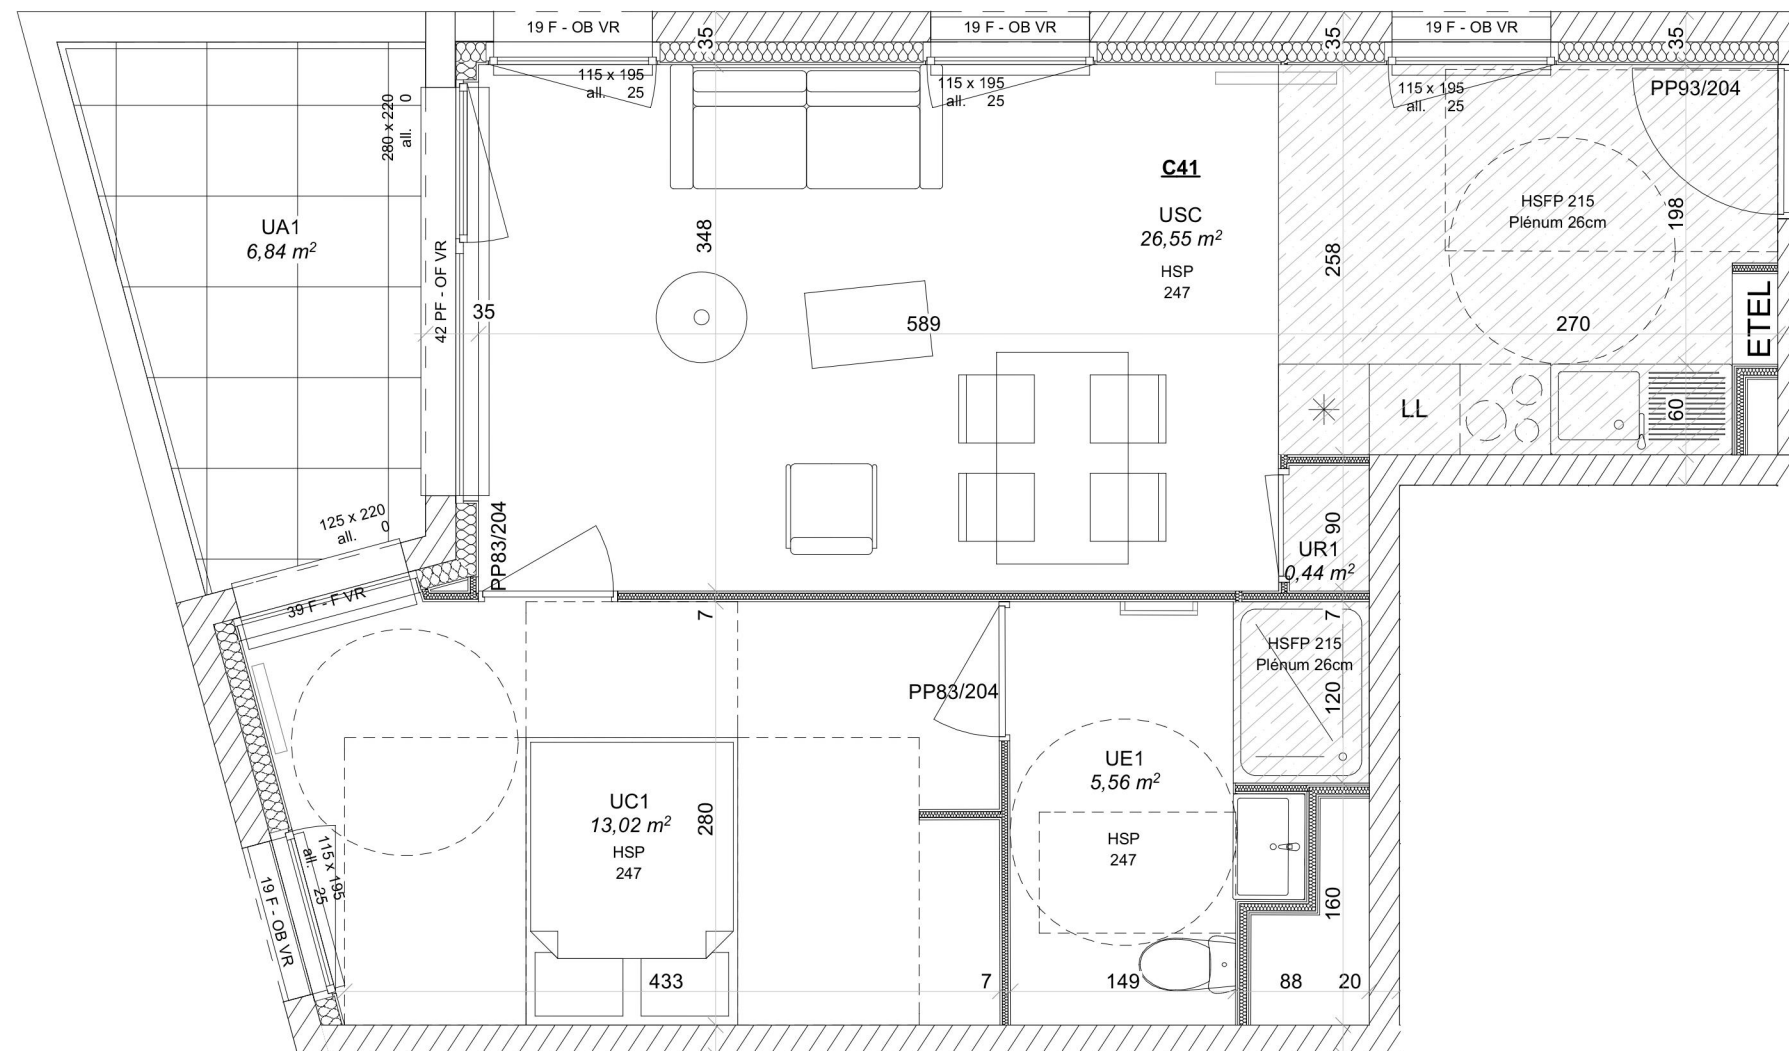 19 F - OB VR
19 F - OB VR
19 F - OB VR
35
35
35
115 x 195
all. 25
115 x 195
all. 25
115 x 195
all. 25
PP93/204
280 x 220
all. 0
C41
UA1
6,84 m²
USC
26,55 m²
HSP
247
HSFP 215
Plénum 26cm
348
258
198
42 PF - OF VR
35
589
270
ETEL
LL
60
125 x 220
all. 0
PP83/204
90
UR1
0,44 m²
39 F - F VR
7
7
HSFP 215
Plénum 26cm
120
PP83/204
UE1
5,56 m²
UC1
13,02 m²
HSP
247
280
HSP
247
115 x 195
all. 25
19 F - OB VR
160
433
7
149
88
20